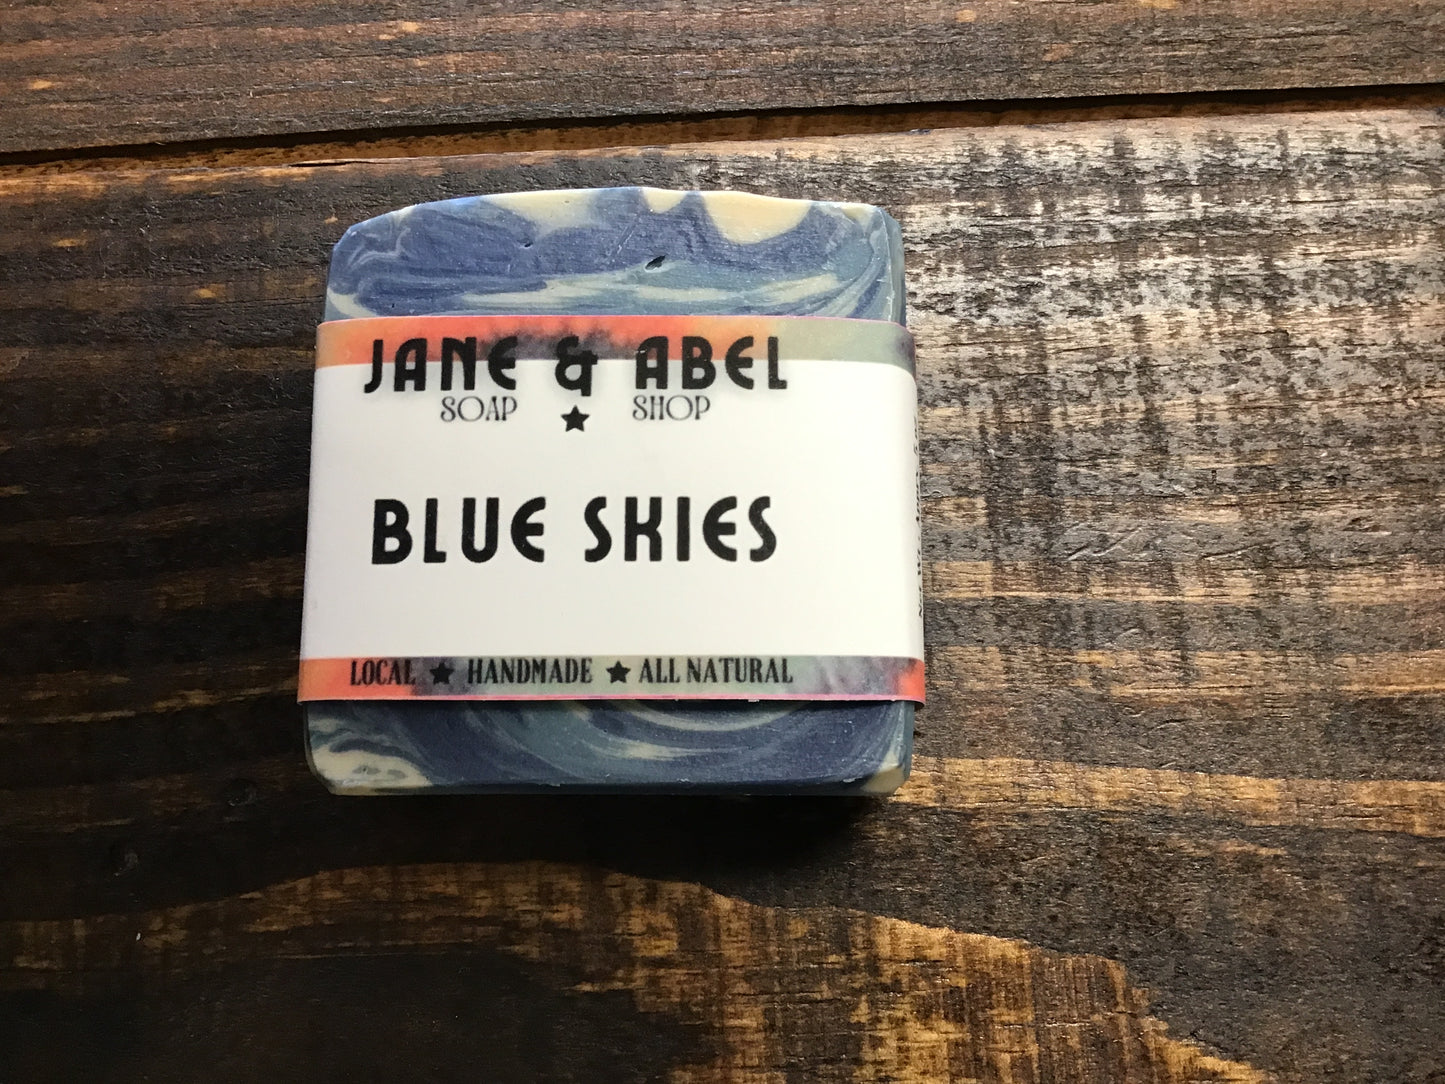 JANE & ABEL
SOAP ★ SHOP
BLUE SKIES
LOCAL ★ HANDMADE ★ ALL NATURAL